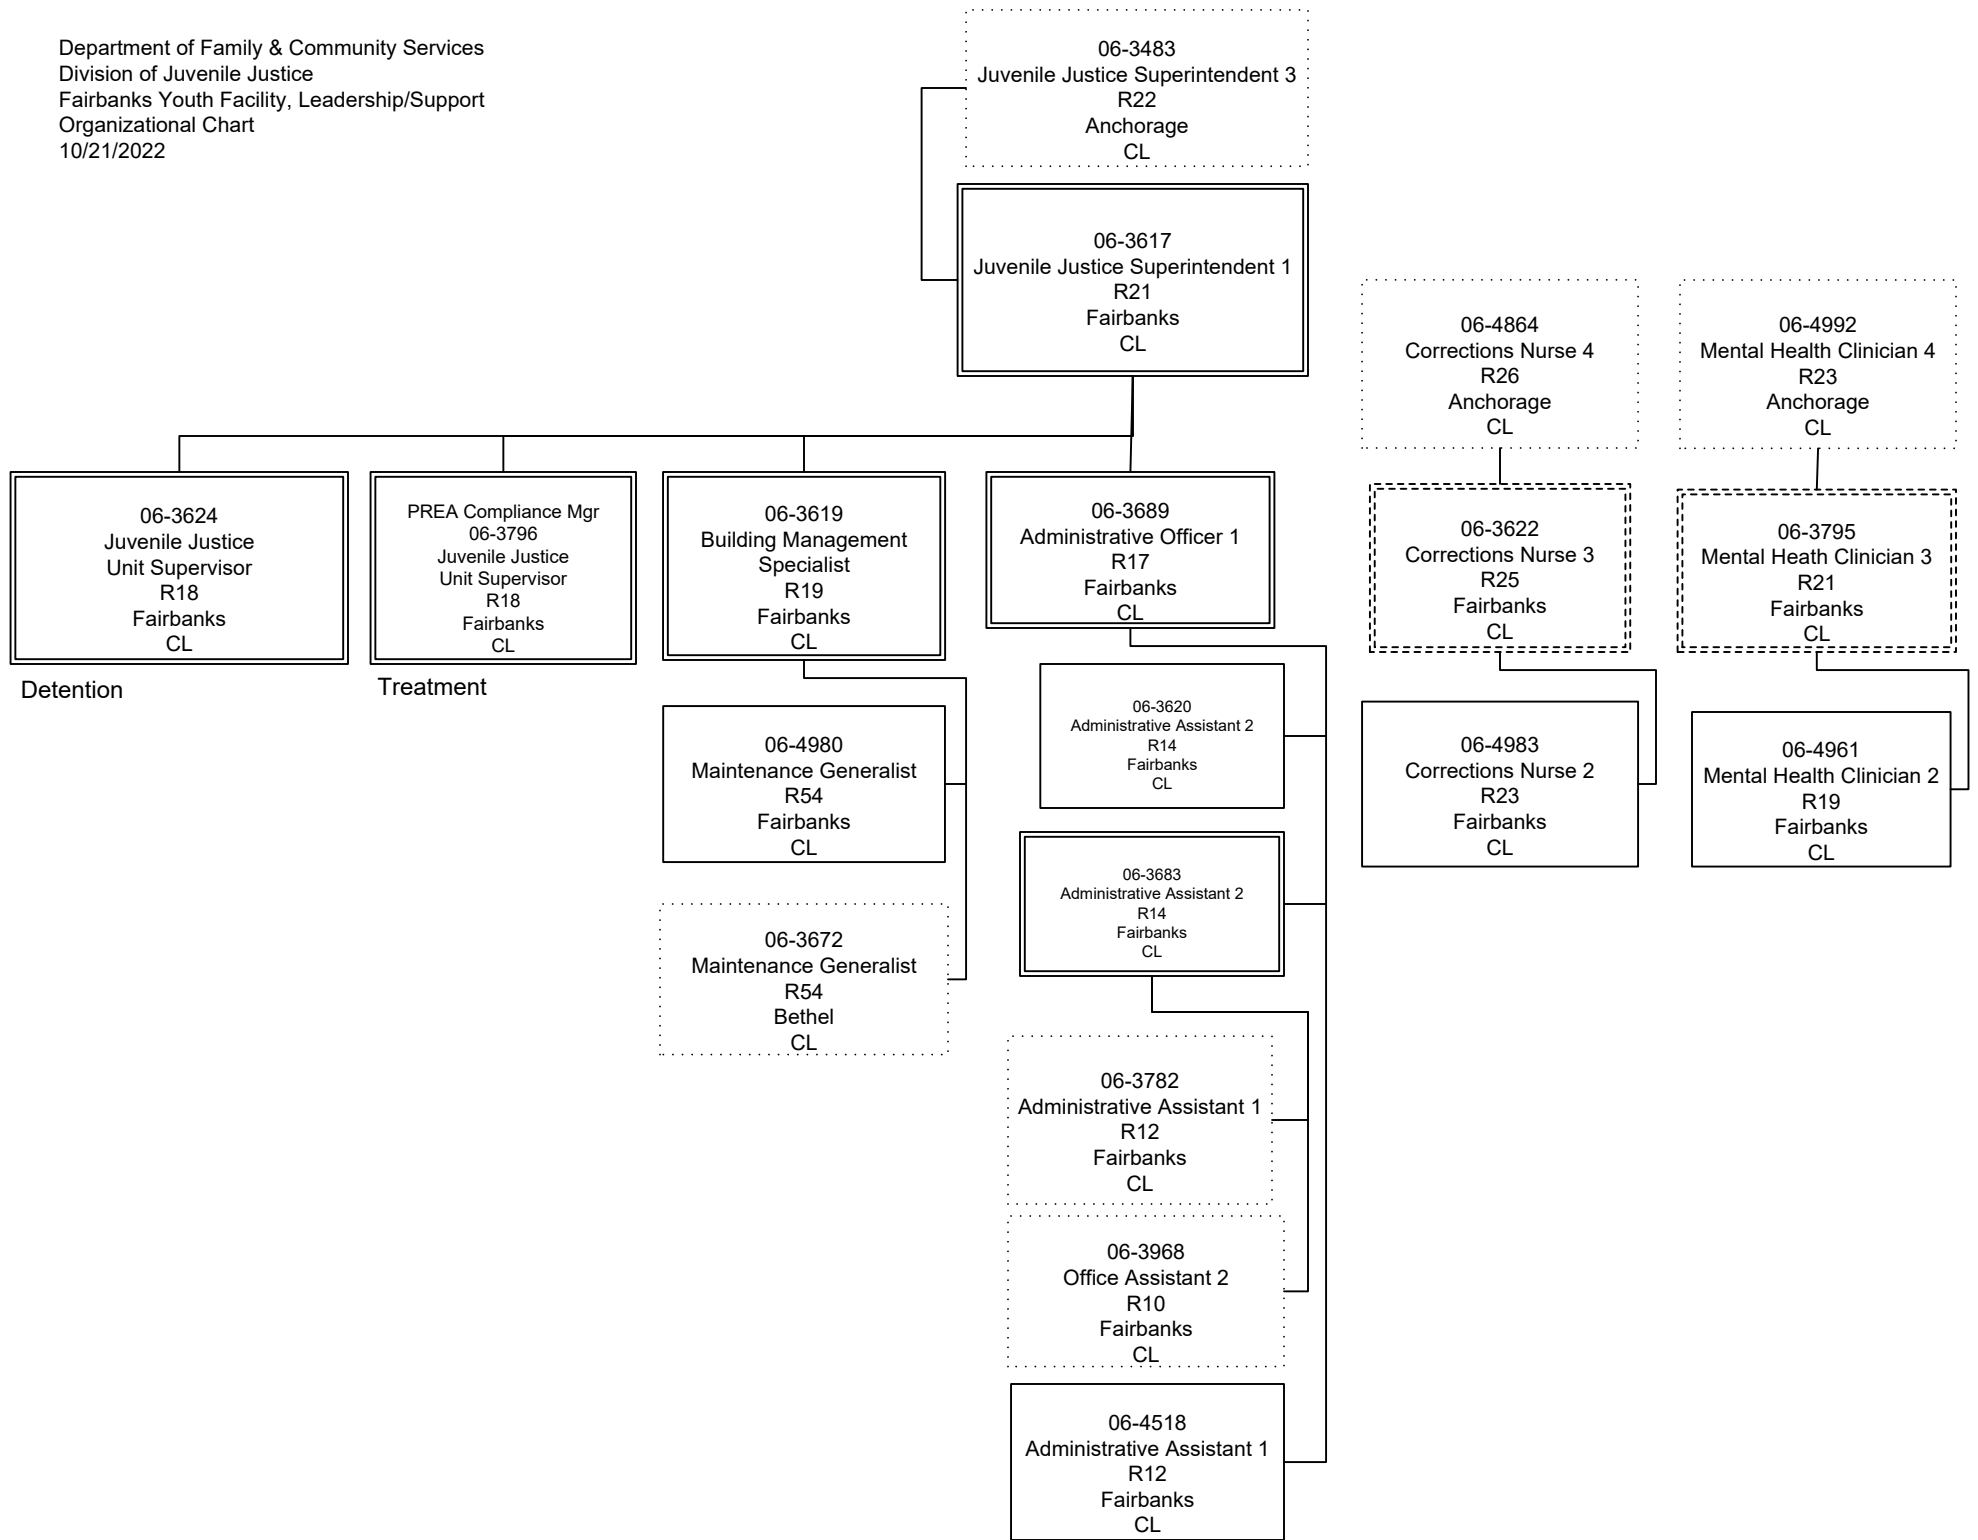 Department of Family & Community Services
Division of Juvenile Justice
Fairbanks Youth Facility, Leadership/Support
Organizational Chart
10/21/2022
06-3483
Juvenile Justice Superintendent 3
R22
Anchorage
CL
06-3617
Juvenile Justice Superintendent 1
R21
Fairbanks
CL
06-4864
Corrections Nurse 4
R26
Anchorage
CL
06-4992
Mental Health Clinician 4
R23
Anchorage
CL
06-3624
Juvenile Justice
Unit Supervisor
R18
Fairbanks
CL
Detention
PREA Compliance Mgr
06-3796
Juvenile Justice
Unit Supervisor
R18
Fairbanks
CL
Treatment
06-3619
Building Management
Specialist
R19
Fairbanks
CL
06-3689
Administrative Officer 1
R17
Fairbanks
CL
06-3622
Corrections Nurse 3
R25
Fairbanks
CL
06-3795
Mental Heath Clinician 3
R21
Fairbanks
CL
06-4980
Maintenance Generalist
R54
Fairbanks
CL
06-3620
Administrative Assistant 2
R14
Fairbanks
CL
06-4983
Corrections Nurse 2
R23
Fairbanks
CL
06-4961
Mental Health Clinician 2
R19
Fairbanks
CL
06-3672
Maintenance Generalist
R54
Bethel
CL
06-3683
Administrative Assistant 2
R14
Fairbanks
CL
06-3782
Administrative Assistant 1
R12
Fairbanks
CL
06-3968
Office Assistant 2
R10
Fairbanks
CL
06-4518
Administrative Assistant 1
R12
Fairbanks
CL